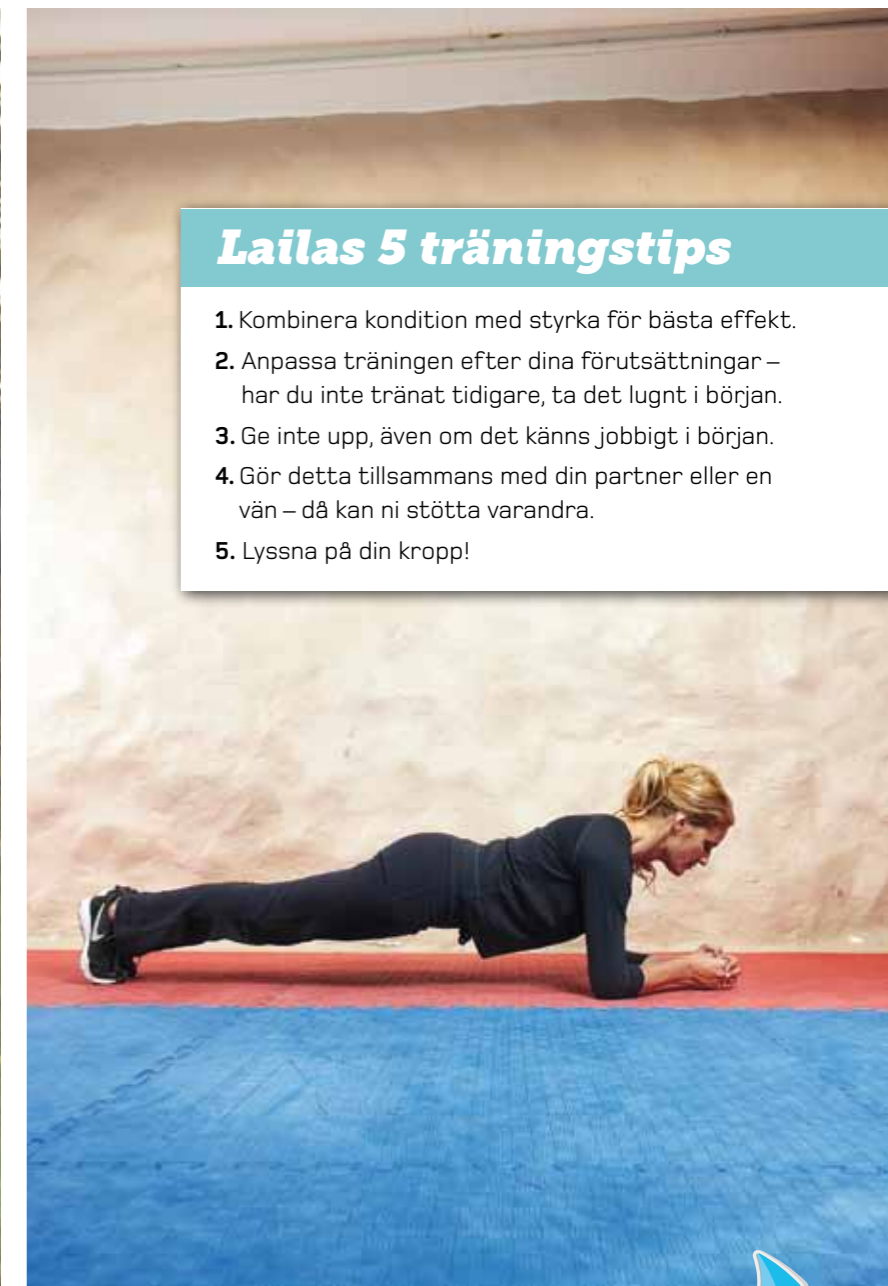 Lailas 5 träningstips
1. Kombinera kondition med styrka för bästa effekt.
2. Anpassa träningen efter dina förutsättningar –
har du inte tränat tidigare, ta det lugnt i början.
3. Ge inte upp, även om det känns jobbigt i början.
4. Gör detta tillsammans med din partner eller en
vän – då kan ni stötta varandra.
5. Lyssna på din kropp!